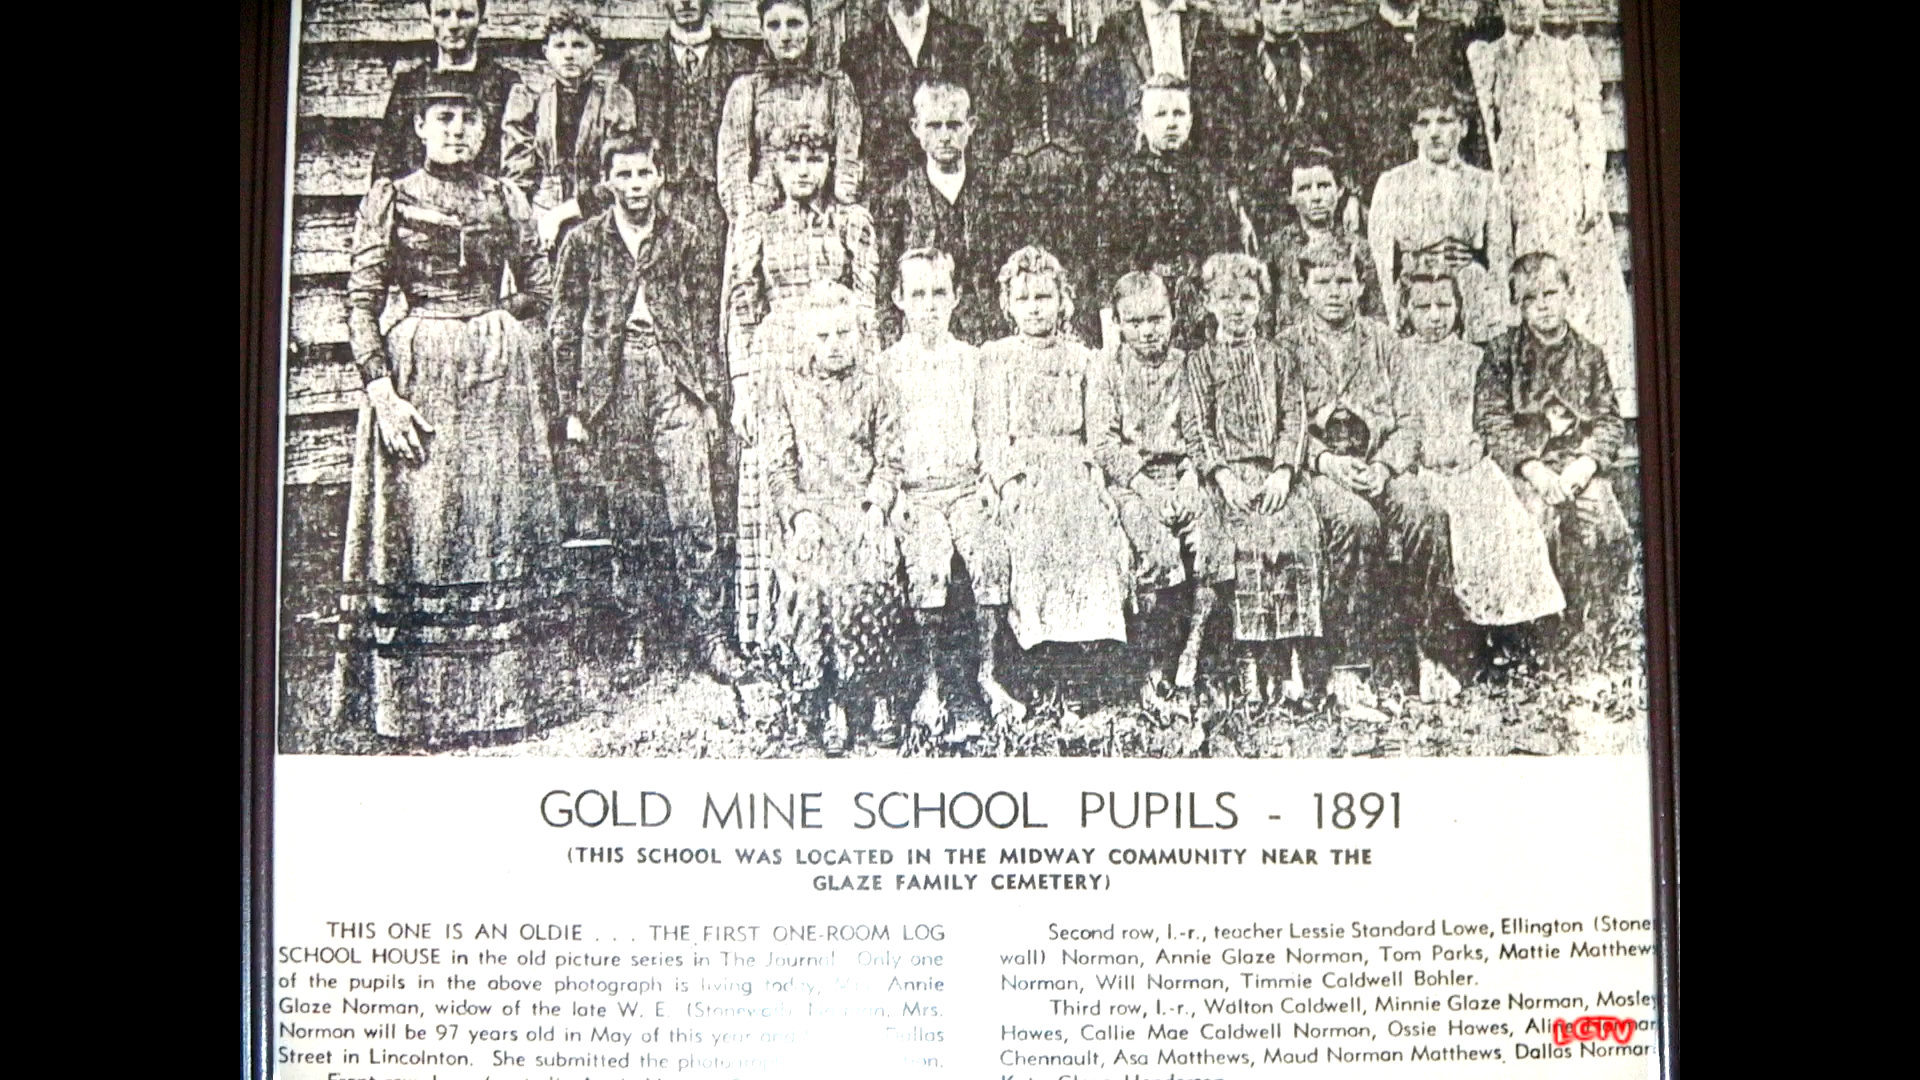 GOLD MINE SCHOOL PUPILS - 1891
(THIS SCHOOL WAS LOCATED IN THE MIDWAY COMMUNITY NEAR THE
GLAZE FAMILY CEMETERY)
THIS ONE IS AN OLDIE . . . THE FIRST ONE-ROOM LOG
SCHOOL HOUSE in the old picture series in The Journal. Only one
of the pupils in the above photograph is living today, Annie
Glaze Norman, widow of the late W. E. (Stonewall) Norman. Mrs.
Norman will be 97 years old in May of this year and Dallas
Street in Lincolnton. She submitted the
Second row, l.-r., teacher Lessie Standard Lowe, Ellington (Stone
wall) Norman, Annie Glaze Norman, Tom Parks, Mattie Matthews
Norman, Will Norman, Timmie Caldwell Bohler.
Third row, l.-r., Walton Caldwell, Minnie Glaze Norman, Mosley
Hawes, Callie Mae Caldwell Norman, Ossie Hawes,
Chennault, Asa Matthews, Maud Norman Matthews, Dallas Norman
LCTV